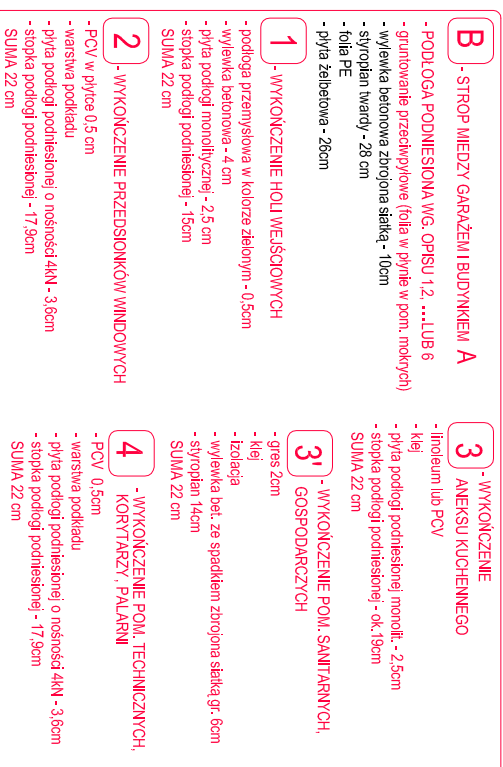 B - STROP MIEDZY GARAŻEM I BUDYNKIEM A
- PODŁOGA PODNIESIONA WG. OPISU 1,2, ....LUB 6
- gruntowanie przeciwpyłowe (folia w płynie w pom. mokrych)
- wylewka betonowa zbrojona siatką - 10cm
- styropian twardy - 28 cm
- folia PE
- płyta żelbetowa - 26cm
1 - WYKOŃCZENIE HOLI WEJŚCIOWYCH
- podłoga przemysłowa w kolorze zielonym - 0,5cm
- wylewka betonowa - 4 cm
- płyta podłogi monolitycznej - 2,5 cm
- stopka podłogi podniesionej - 15cm
SUMA 22 cm
2 - WYKOŃCZENIE PRZEDSIONKÓW WINDOWYCH
- PCV w płytce 0,5 cm
- warstwa podkładu
- płyta podłogi podniesionej o nośności 4kN - 3,6cm
- stopka podłogi podniesionej - 17,9cm
SUMA 22 cm
3 - WYKOŃCZENIE
ANEKSU KUCHENNEGO
- linoleum lub PCV
- klej
- płyta podłogi podniesionej monolit. - 2,5cm
- stopka podłogi podniesionej - ok.19cm
SUMA 22 cm
3' - WYKOŃCZENIE POM. SANITARNYCH,
GOSPODARCZYCH
- gres 2cm
- klej
- izolacja
- wylewka bet. ze spadkiem zbrojona siatką gr. 6cm
- styropian 14cm
SUMA 22 cm
4 - WYKOŃCZENIE POM. TECHNICZNYCH,
KORYTARZY, PALARNI
- PCV 0,5cm
- warstwa podkładu
- płyta podłogi podniesionej o nośności 4kN - 3,6cm
- stopka podłogi podniesionej - 17,9cm
SUMA 22 cm